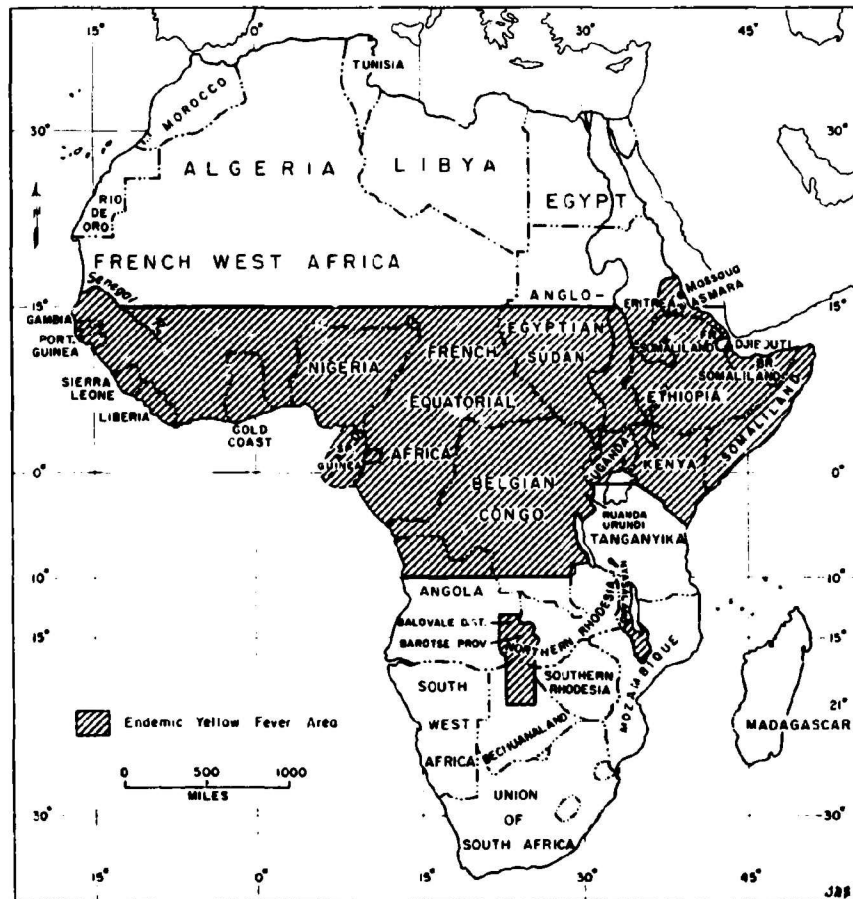 15° 0° 15° 30° 45°
TUNISIA
MOROCCO
30° 30°
ALGERIA LIBYA
EGYPT
RIO
DE
ORO
FRENCH WEST AFRICA
Senegal
ANGLO-
ERITREA
ASMARA
15° 15°
GAMBIA
PORT.
GUINEA
EGYPTIAN
SUDAN
FR.
SOMALILAND
DJIBOUTI
NIGERIA
FRENCH
BR.
SOMALILAND
SIERRA
LEONE
ETHIOPIA
EQUATORIAL
LIBERIA
SOMALILAND
GOLD
COAST
AFRICA
SP.
GUINEA
UGANDA
KENYA
0° 0°
BELGIAN
CONGO
RUANDA
URUNDI
TANGANYIKA
10° 10°
ANGOLA
BALOVALE DIST.
BAROTSE PROV
NORTHERN RHODESIA
15° 15°
SOUTHERN
RHODESIA
MOZAMBIQUE
SOUTH
WEST
AFRICA
21° 21°
BECHUANALAND
MADAGASCAR
Endemic Yellow Fever Area
0 500 1000
MILES
UNION
OF
SOUTH AFRICA
30° 30°
15° 0° 15° 30° 45°